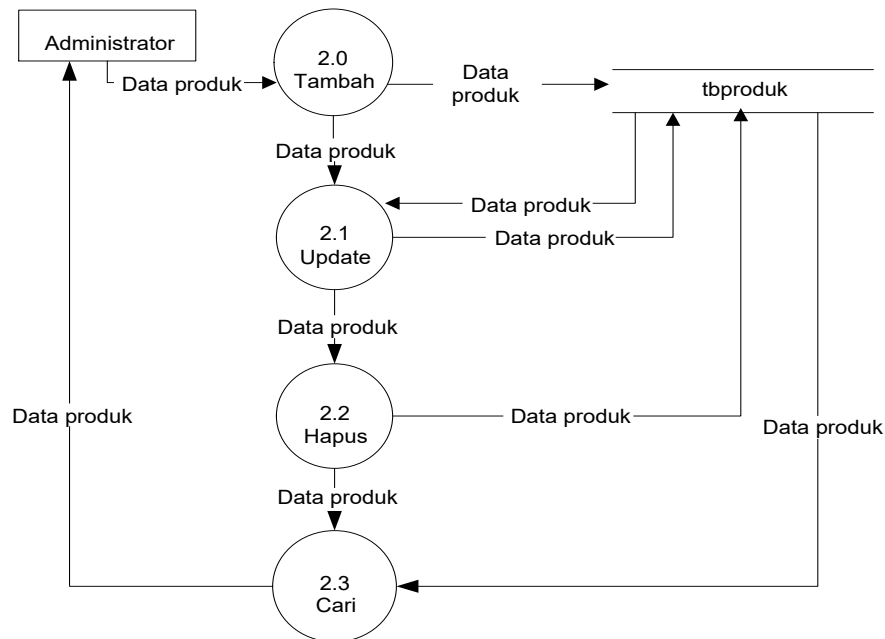 Administrator
2.0
Tambah
Data produk
Data
produk
tbproduk
Data produk
Data produk
2.1
Update
Data produk
Data produk
2.2
Hapus
Data produk
Data produk
Data produk
Data produk
2.3
Cari